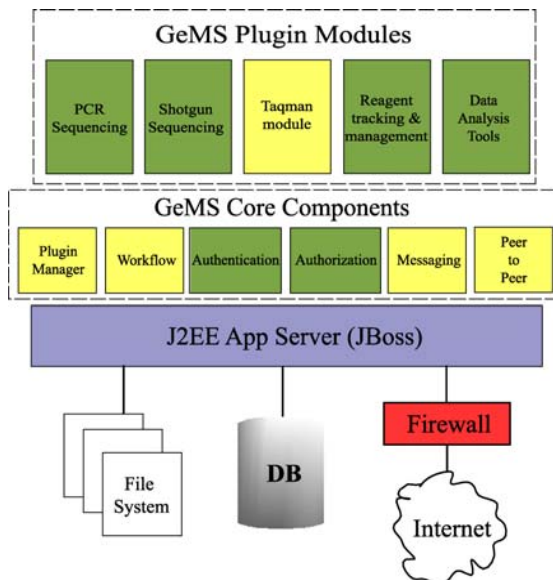 GeMS Plugin Modules
PCR
Sequencing
Shotgun
Sequencing
Taqman
module
Reagent
tracking &
management
Data
Analysis
Tools
GeMS Core Components
Plugin
Manager
Workflow
Authentication
Authorization
Messaging
Peer
to
Peer
J2EE App Server (JBoss)
File
System
DB
Firewall
Internet